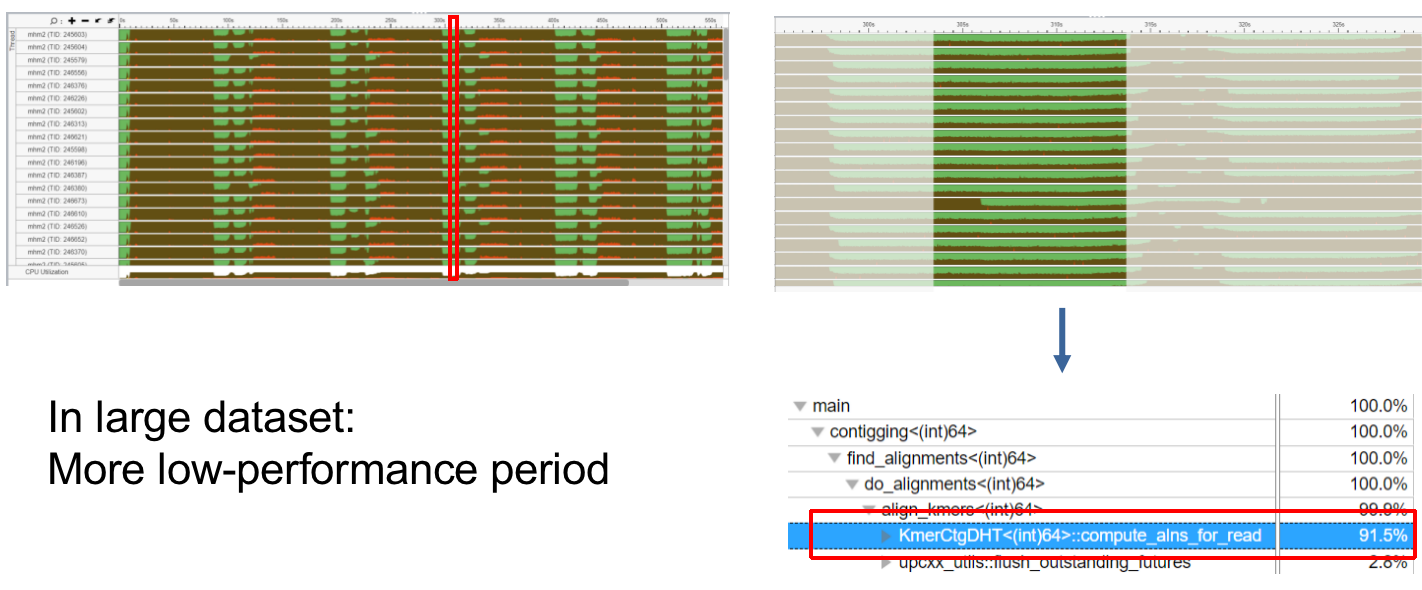 0s 50s 100s 150s 200s 250s 300s 350s 400s 450s 500s 550s
Thread
mhm2 (TID: 245603)
mhm2 (TID: 245604)
mhm2 (TID: 245579)
mhm2 (TID: 246556)
mhm2 (TID: 246376)
mhm2 (TID: 246226)
mhm2 (TID: 245602)
mhm2 (TID: 246313)
mhm2 (TID: 246621)
mhm2 (TID: 245598)
mhm2 (TID: 246196)
mhm2 (TID: 246387)
mhm2 (TID: 246380)
mhm2 (TID: 246673)
mhm2 (TID: 246610)
mhm2 (TID: 246526)
mhm2 (TID: 246652)
mhm2 (TID: 246370)
mhm2 (TID: 245605)
CPU Utilization
300s 305s 310s 315s 320s 325s
In large dataset:
More low-performance period
main 100.0%
contigging<(int)64> 100.0%
find_alignments<(int)64> 100.0%
do_alignments<(int)64> 100.0%
align_kmers<(int)64> 99.9%
KmerCtgDHT<(int)64>::compute_alns_for_read 91.5%
upcxx_utils::flush_outstanding_futures 2.8%